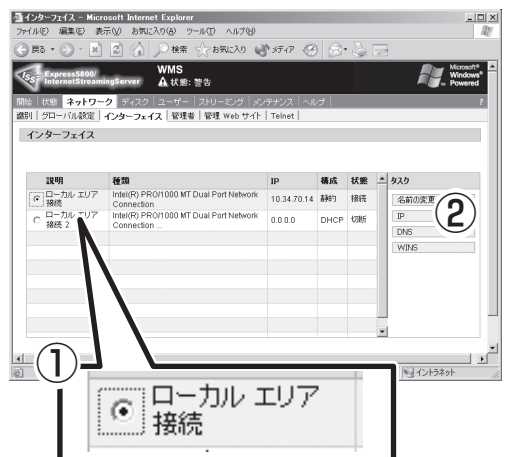 インターフェイス - Microsoft Internet Explorer
ファイル(F) 編集(E) 表示(V) お気に入り(A) ツール(T) ヘルプ(H)
戻る 検索 お気に入り メディア
Express5800/
InternetStreamingServer
WMS
状態: 警告
Microsoft®
Windows®
Powered
開始 | 状態 | ネットワーク | ディスク | ユーザー | ストリーミング | メンテナンス | ヘルプ | ?
識別 | グローバル設定 | インターフェイス | 管理者 | 管理 Web サイト | Telnet |
インターフェイス
説明 種類 IP 構成 状態 タスク
ローカル エリア 接続 Intel(R) PRO/1000 MT Dual Port Network Connection 10.34.70.14 静的 接続
ローカル エリア 接続 2 Intel(R) PRO/1000 MT Dual Port Network Connection ... 0.0.0.0 DHCP 切断
名前の変更
IP
DNS
WINS
②
①
イントラネット
ローカル エリア
接続